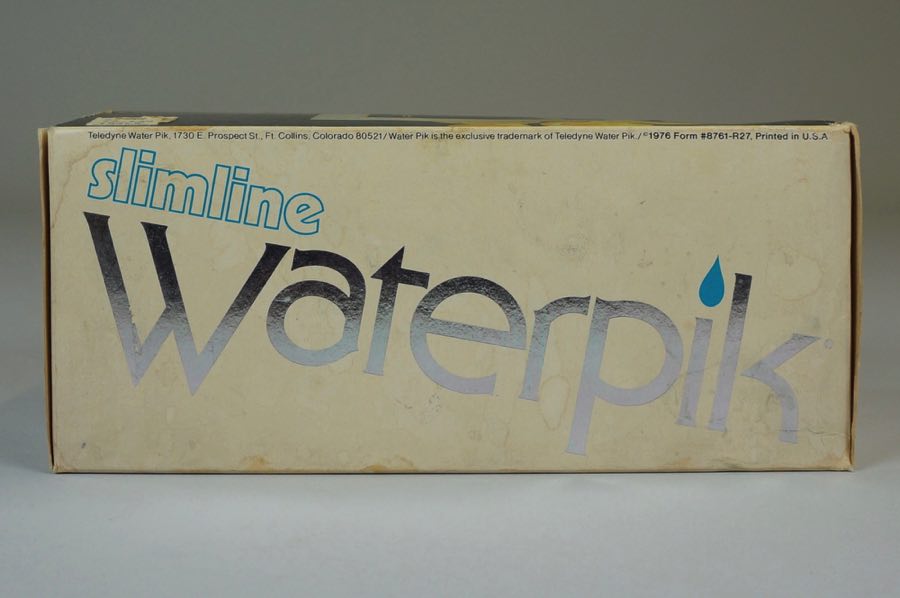 Teledyne Water Pik, 1730 E. Prospect St., Ft. Collins, Colorado 80521/ Water Pik is the exclusive trademark of Teledyne Water Pik./ ©1976 Form #8761-R27, Printed in U.S.A
slimline
Waterpik®